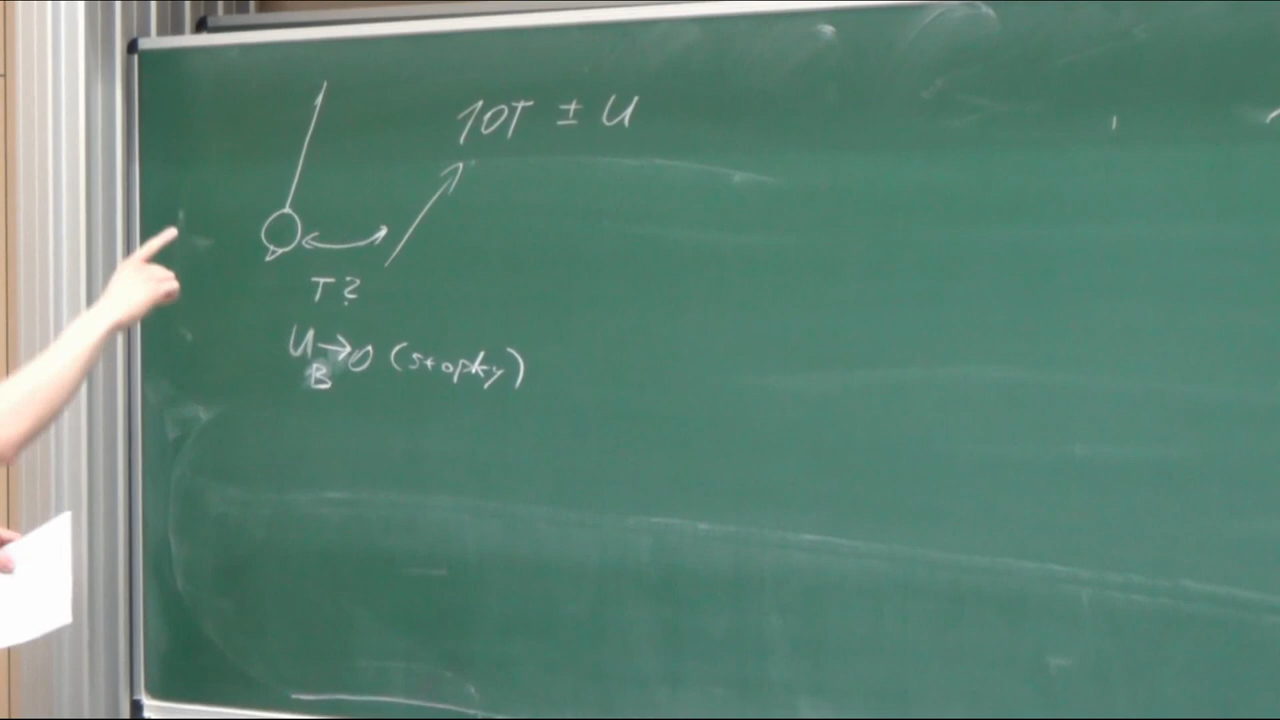 10T ± U
T?
U → 0 (stopky)
B